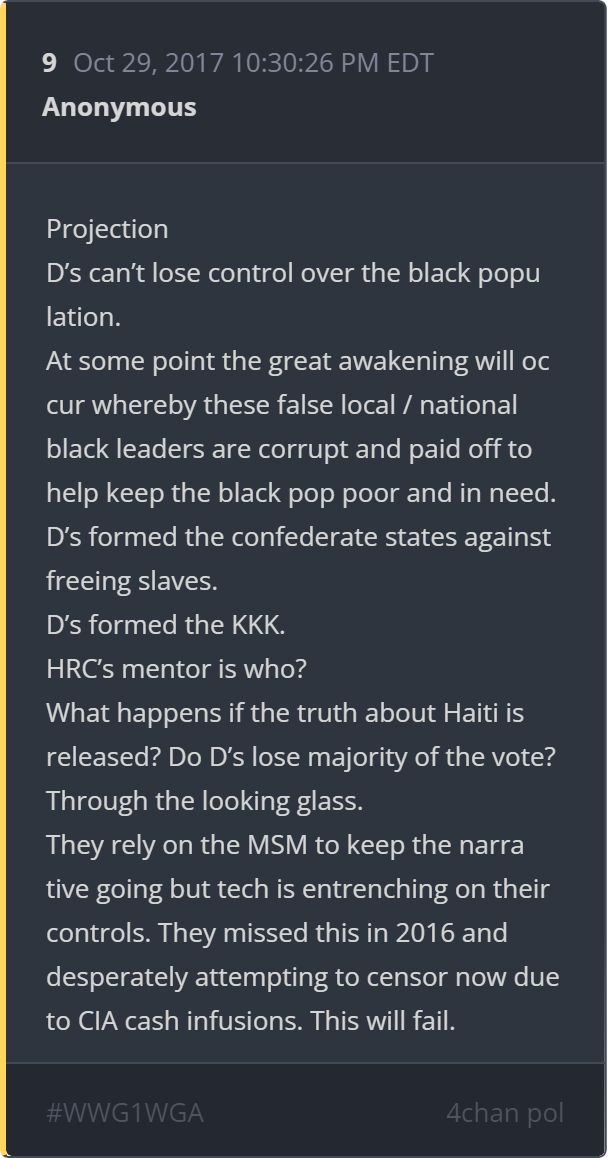 9 Oct 29, 2017 10:30:26 PM EDT
Anonymous
Projection
D’s can’t lose control over the black popu
lation.
At some point the great awakening will oc
cur whereby these false local / national
black leaders are corrupt and paid off to
help keep the black pop poor and in need.
D’s formed the confederate states against
freeing slaves.
D’s formed the KKK.
HRC’s mentor is who?
What happens if the truth about Haiti is
released? Do D’s lose majority of the vote?
Through the looking glass.
They rely on the MSM to keep the narra
tive going but tech is entrenching on their
controls. They missed this in 2016 and
desperately attempting to censor now due
to CIA cash infusions. This will fail.
#WWG1WGA 4chan pol